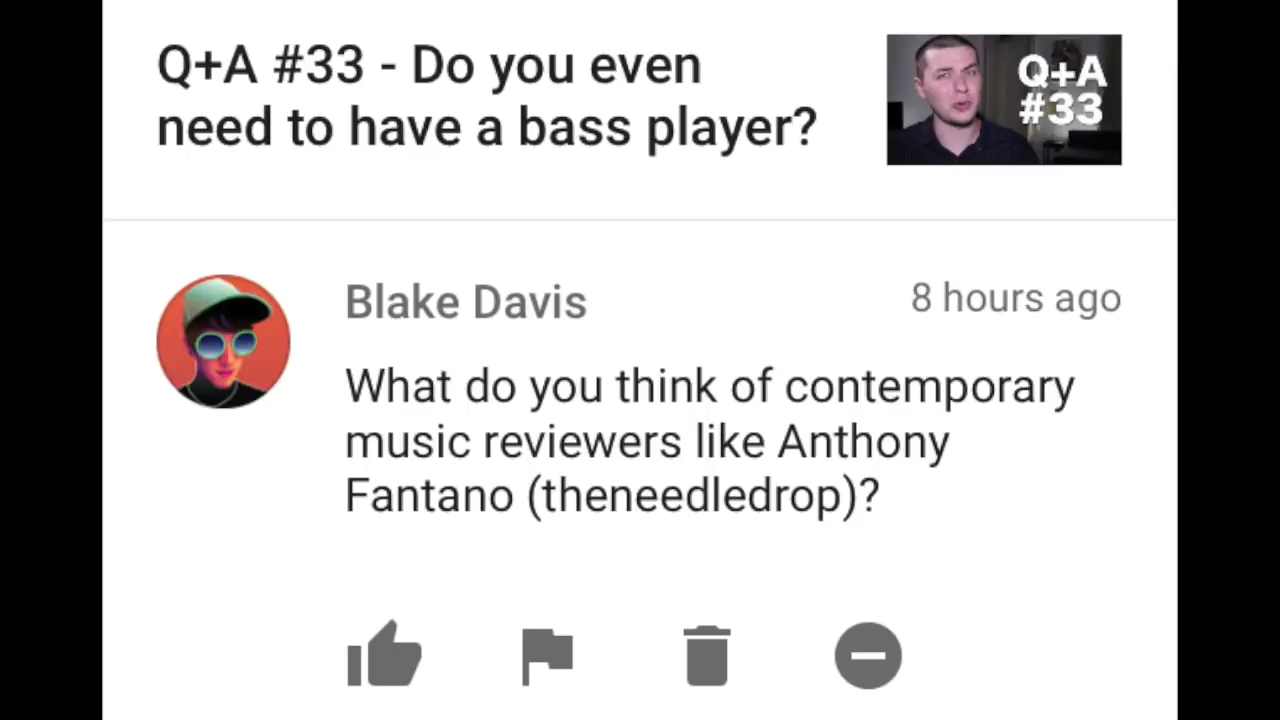 Q+A #33 - Do you even
need to have a bass player?
Q+A
#33
Blake Davis
8 hours ago
What do you think of contemporary
music reviewers like Anthony
Fantano (theneedledrop)?